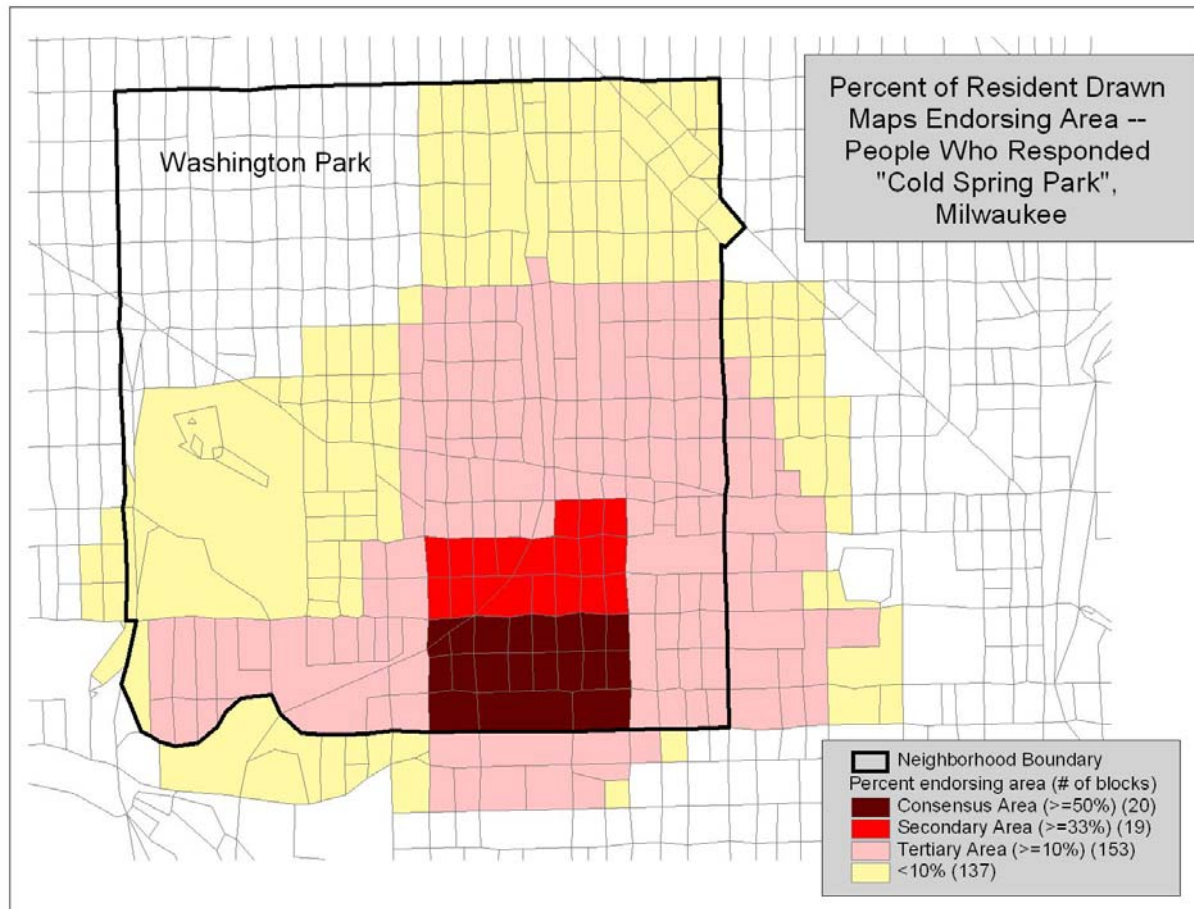 Percent of Resident Drawn
Maps Endorsing Area --
People Who Responded
"Cold Spring Park",
Milwaukee
Washington Park
Neighborhood Boundary
Percent endorsing area (# of blocks)
Consensus Area (>=50%) (20)
Secondary Area (>=33%) (19)
Tertiary Area (>=10%) (153)
<10% (137)